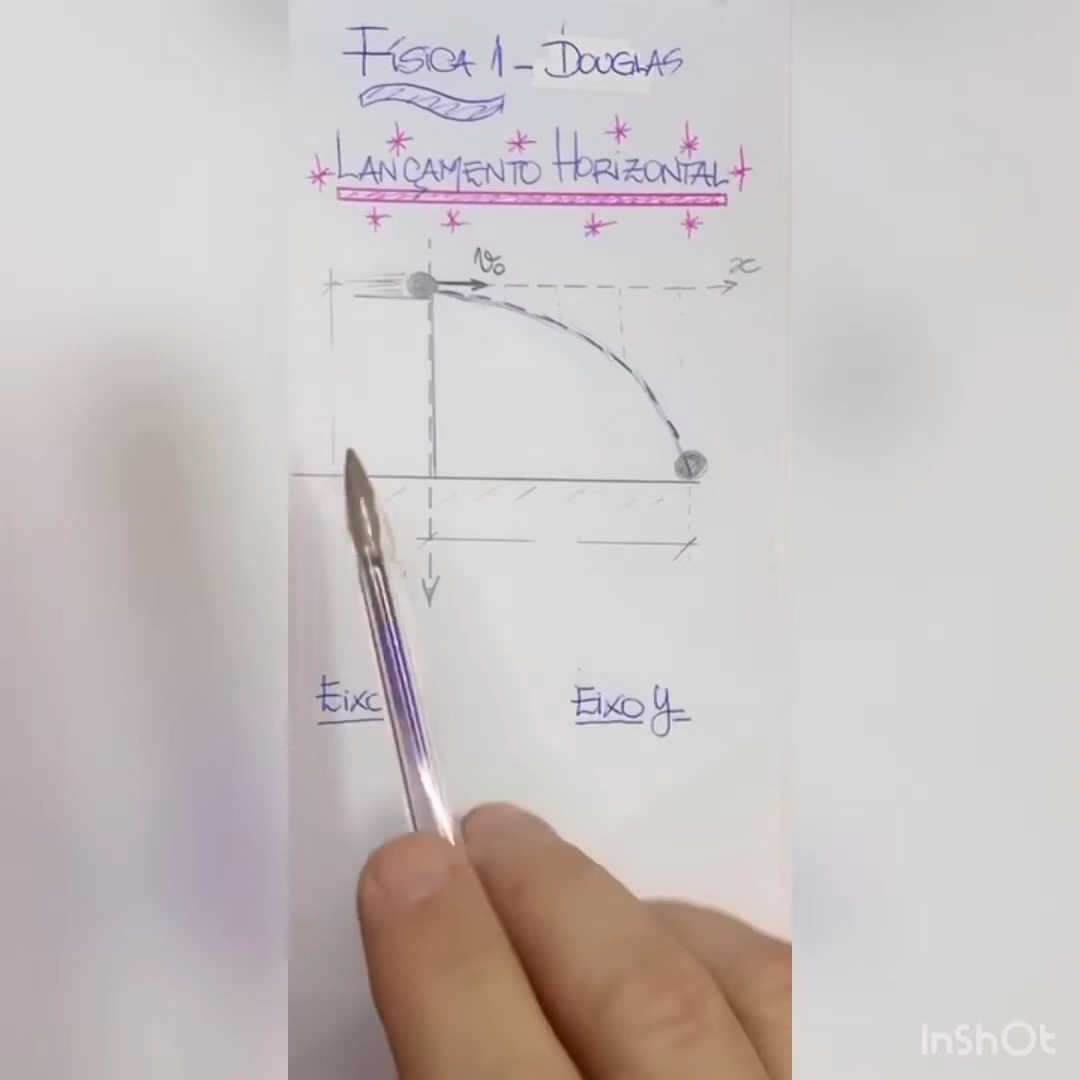 FÍSICA 1 - DOUGLAS
LANÇAMENTO HORIZONTAL
v₀
x
EIXO Y
InShOt